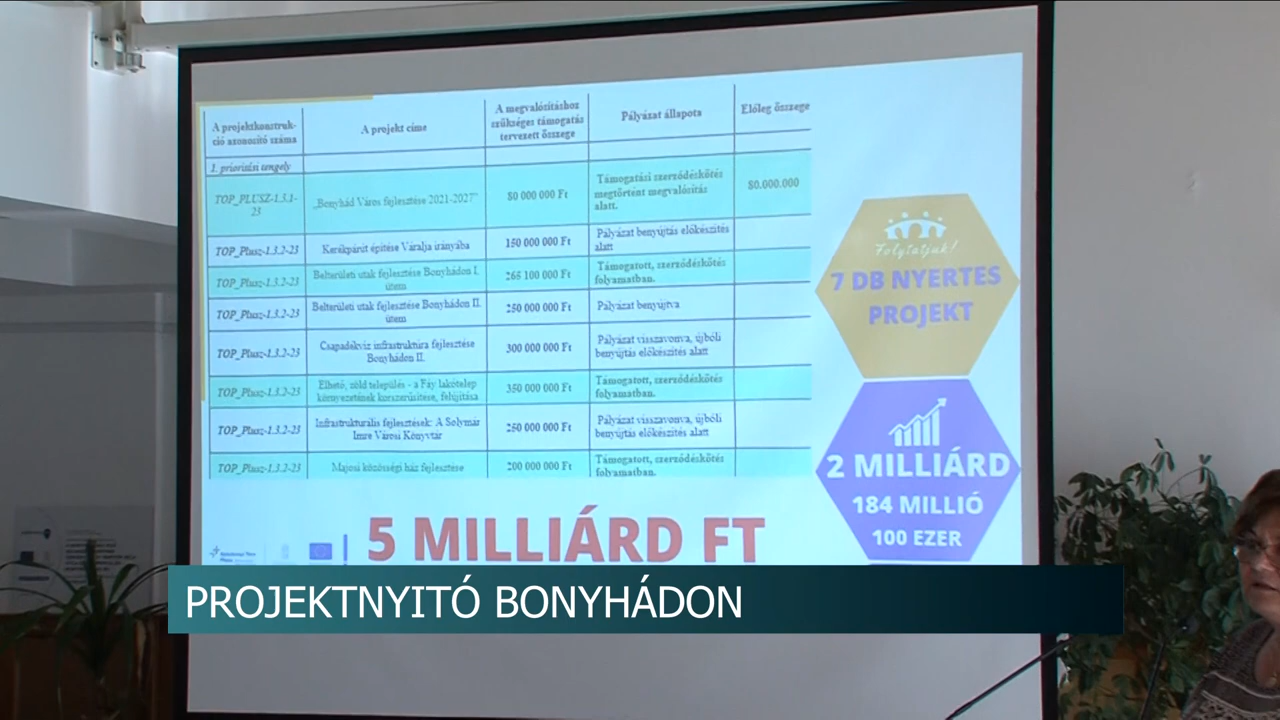 A projektkonstruk-
ció azonosító száma
A projekt címe
A megvalósításhoz
szükséges támogatás
tervezett összege
Pályázat állapota
Előleg összege
1. prioritási tengely
TOP_PLUSZ-1.3.1-
23
„Bonyhád Város fejlesztése 2021-2027”
80 000 000 Ft
Támogatási szerződéskötés
megtörtént megvalósítás
alatt.
80.000.000
TOP_Plusz-1.3.2-23
Kerékpárút építése Váralja irányába
150 000 000 Ft
Pályázat benyújtás előkészítés
alatt
TOP_Plusz-1.3.2-23
Belterületi utak fejlesztése Bonyhádon I.
ütem
266 100 000 Ft
Támogatott, szerződéskötés
folyamatban.
TOP_Plusz-1.3.2-23
Belterületi utak fejlesztése Bonyhádon II.
ütem
250 000 000 Ft
Pályázat benyújtva
TOP_Plusz-1.3.2-23
Csapadékvíz infrastruktúra fejlesztése
Bonyhádon II.
300 000 000 Ft
Pályázat visszavonva, újbóli
benyújtás előkészítés alatt
TOP_Plusz-1.3.2-23
Élhető, zöld település - a Fáy lakótelep
környezetének korszerűsítése, felújítása
350 000 000 Ft
Támogatott, szerződéskötés
folyamatban.
TOP_Plusz-1.3.2-23
Infrastrukturális fejlesztések: A Solymár
Imre Városi Könyvtár
250 000 000 Ft
Pályázat visszavonva, újbóli
benyújtás előkészítés alatt
TOP_Plusz-1.3.2-23
Majosi közösségi ház fejlesztése
200 000 000 Ft
Támogatott, szerződéskötés
folyamatban.
Folytatjuk!
7 DB NYERTES
PROJEKT
2 MILLIÁRD
184 MILLIÓ
100 EZER
5 MILLIÁRD FT
PROJEKTNYITÓ BONYHÁDON